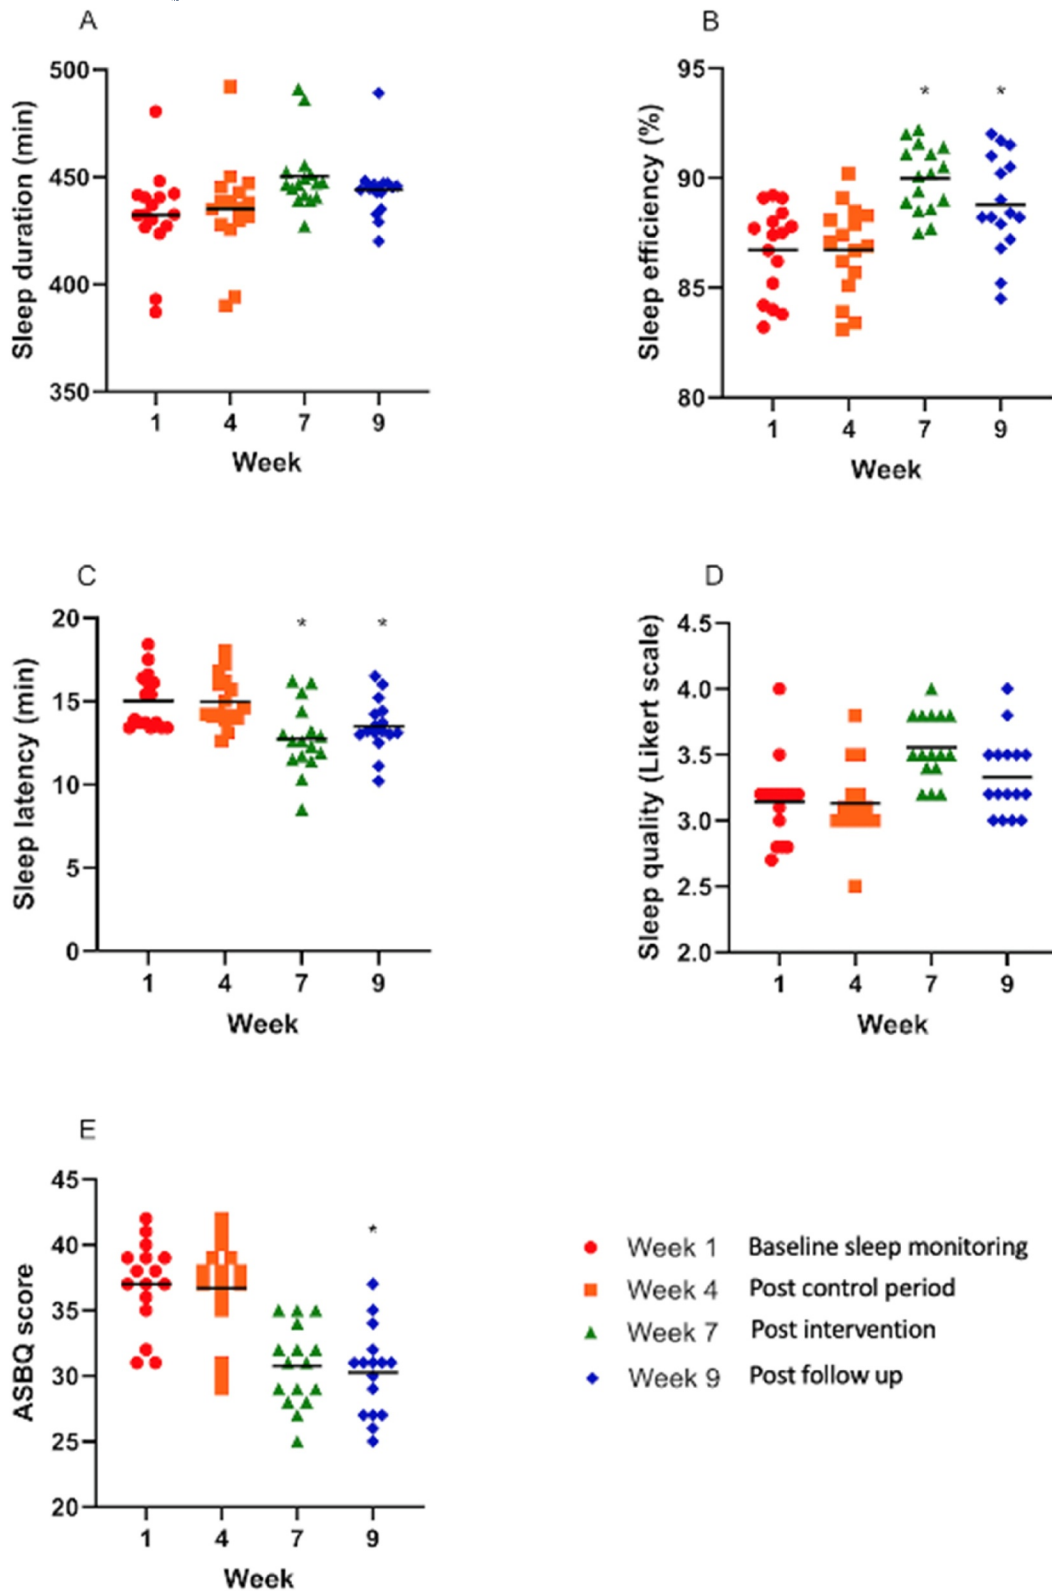 A
Sleep duration (min)
500
450
400
350
1 4 7 9
Week
B
Sleep efficiency (%)
95
90
85
80
* *
1 4 7 9
Week
C
Sleep latency (min)
20
15
10
5
0
* *
1 4 7 9
Week
D
Sleep quality (Likert scale)
4.5
4.0
3.5
3.0
2.5
2.0
1 4 7 9
Week
E
ASBQ score
45
40
35
30
25
20
*
1 4 7 9
Week
Week 1 Baseline sleep monitoring
Week 4 Post control period
Week 7 Post intervention
Week 9 Post follow up